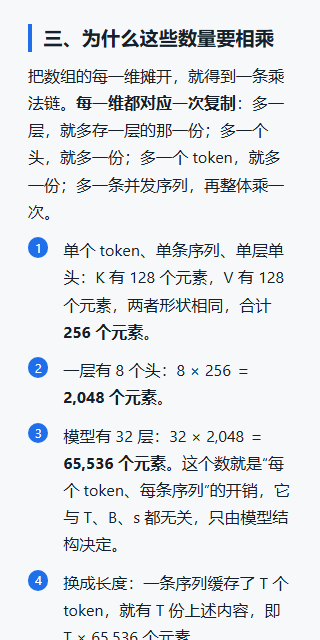 三、为什么这些数量要相乘
把数组的每一维摊开，就得到一条乘
法链。每一维都对应一次复制：多一
层，就多存一层的那一份；多一个
头，就多一份；多一个 token，就多
一份；多一条并发序列，再整体乘一
次。
1 单个 token、单条序列、单层单
头：K 有 128 个元素，V 有 128
个元素，两者形状相同，合计
256 个元素。
2 一层有 8 个头：8 × 256 =
2,048 个元素。
3 模型有 32 层：32 × 2,048 =
65,536 个元素。这个数就是“每
个 token、每条序列”的开销，它
与 T、B、s 都无关，只由模型结
构决定。
4 换成长度：一条序列缓存了 T 个
token，就有 T 份上述内容，即
T × 65,536 个元素